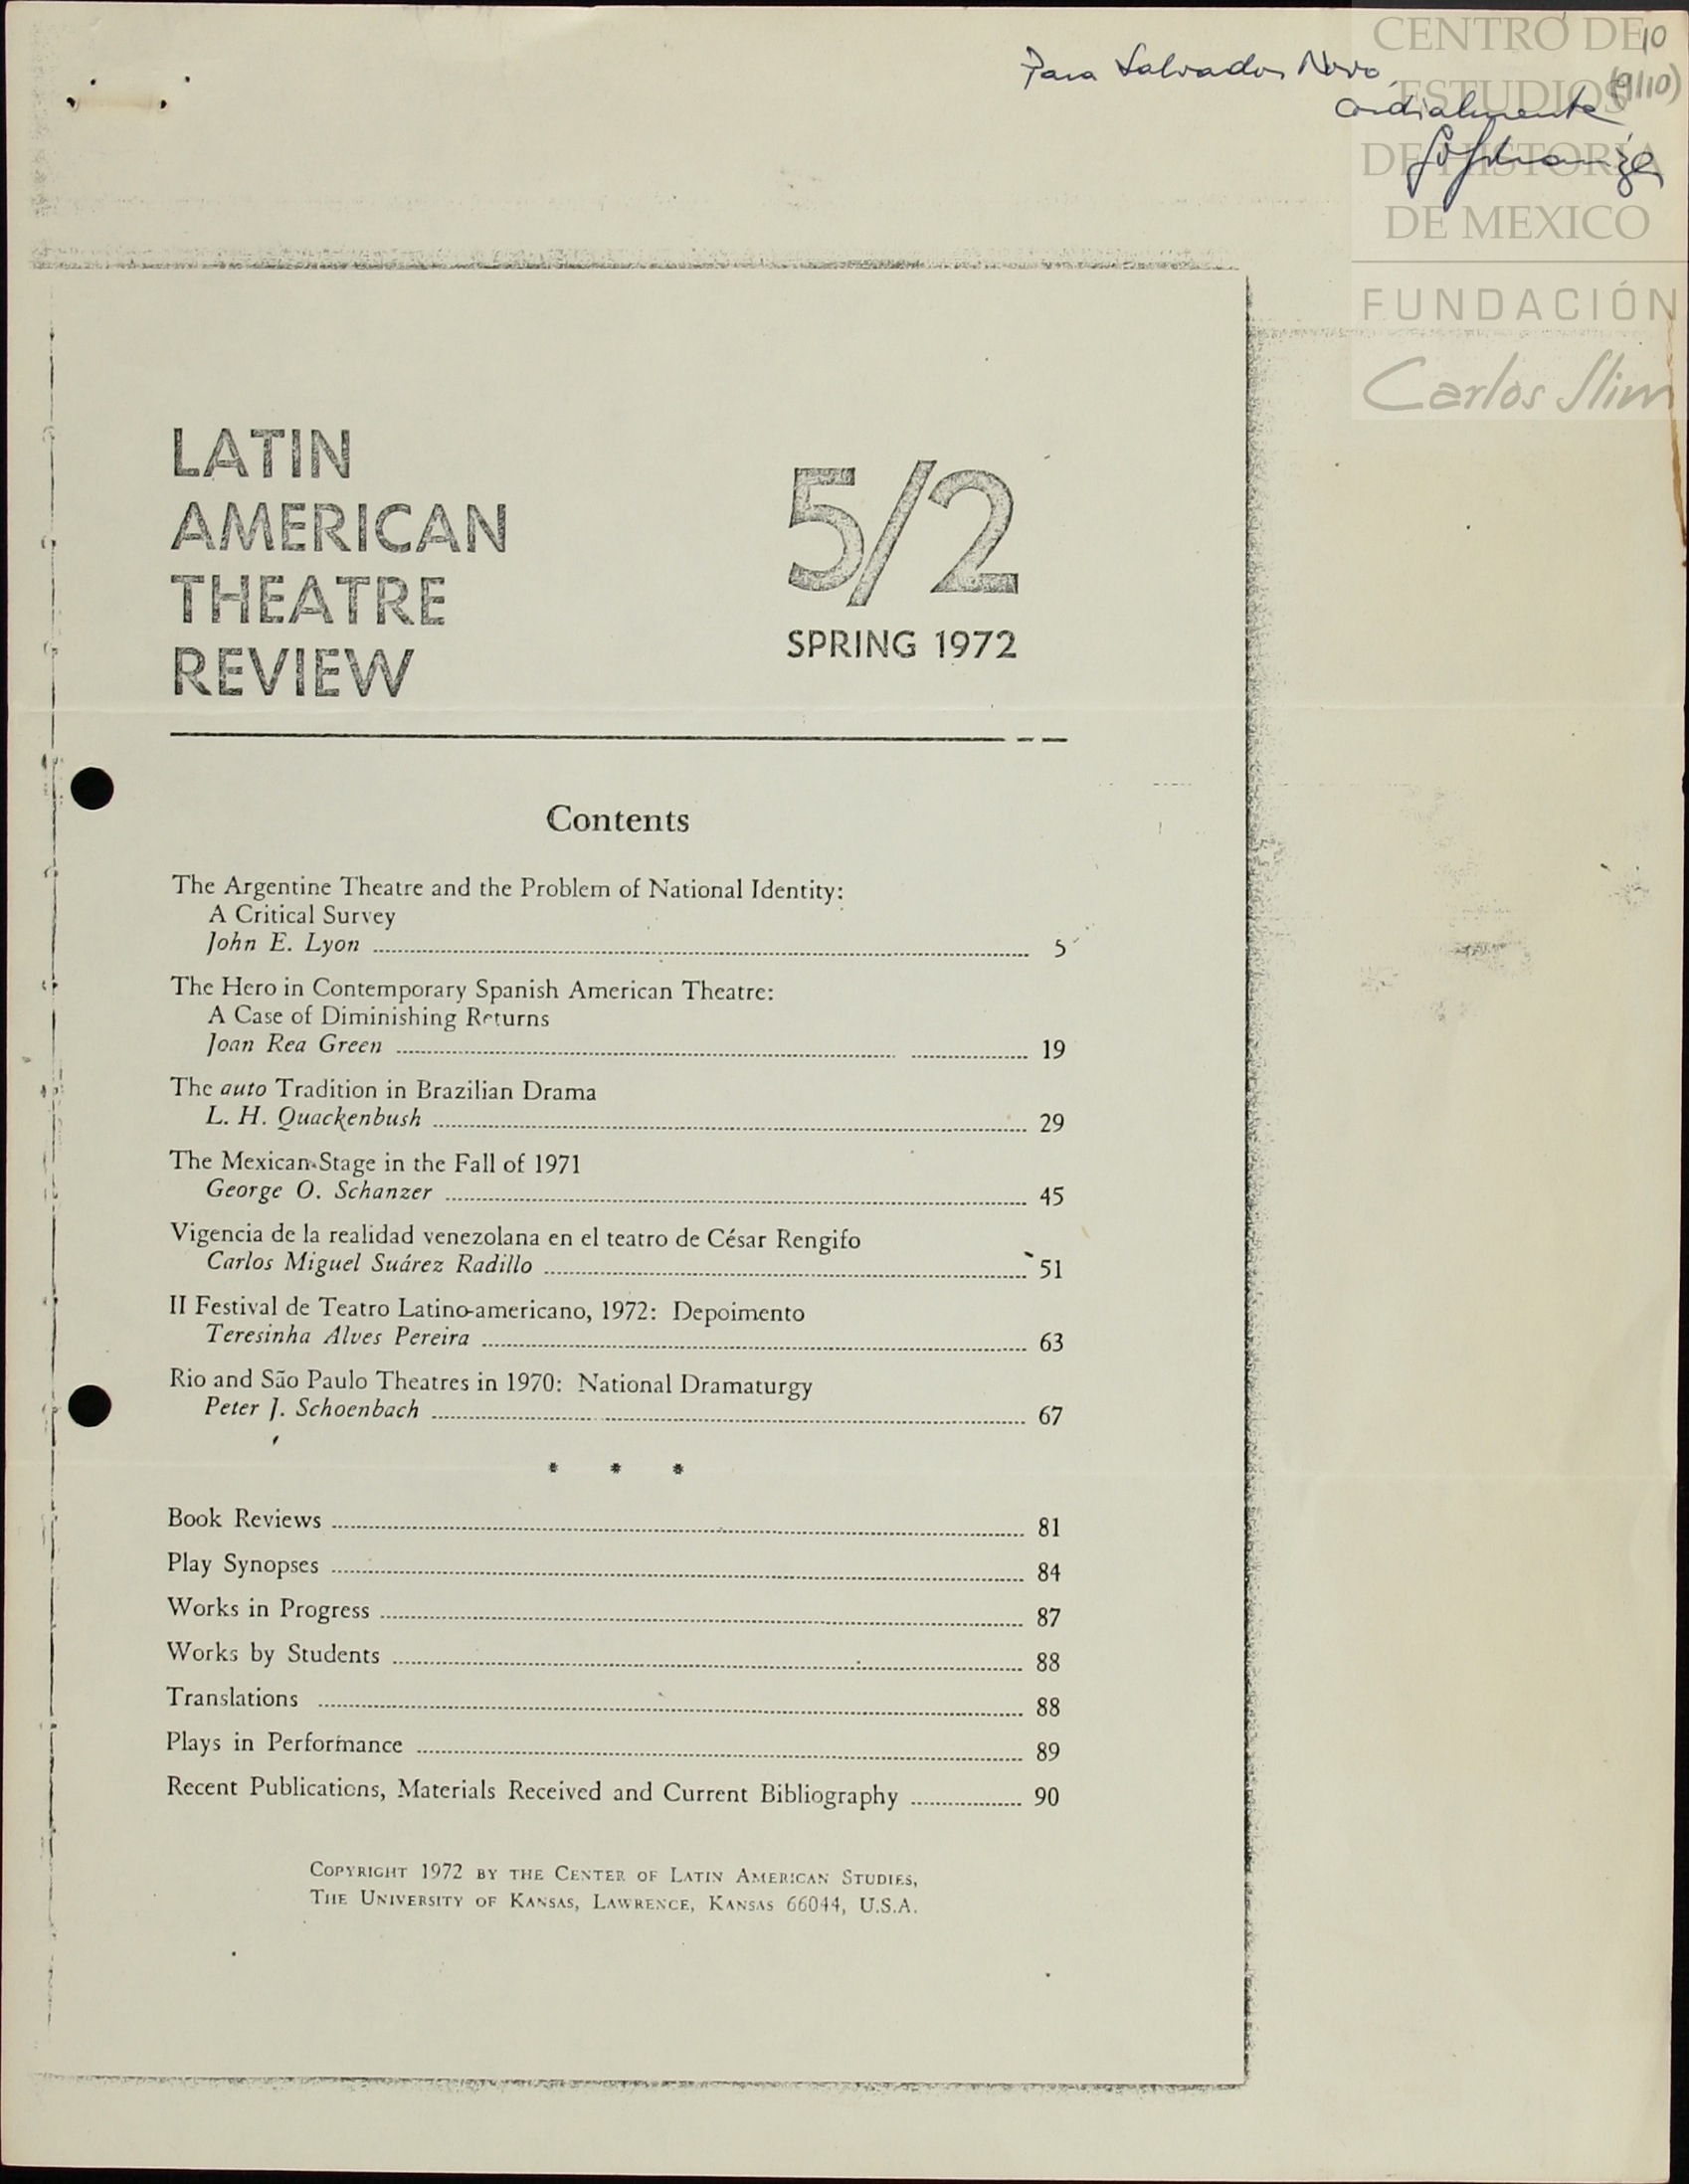 CENTRO DE
ESTUDIOS
DE HISTORIA
DE MEXICO
FUNDACIÓN
Carlos Slim
10
(9/10)
Para Salvador Novo,
cordialmente
LATIN
AMERICAN
THEATRE
REVIEW
5/2
SPRING 1972
Contents
The Argentine Theatre and the Problem of National Identity:
A Critical Survey
John E. Lyon 5
The Hero in Contemporary Spanish American Theatre:
A Case of Diminishing Returns
Joan Rea Green 19
The auto Tradition in Brazilian Drama
L. H. Quackenbush 29
The Mexican Stage in the Fall of 1971
George O. Schanzer 45
Vigencia de la realidad venezolana en el teatro de César Rengifo
Carlos Miguel Suárez Radillo 51
II Festival de Teatro Latino-americano, 1972: Depoimento
Teresinha Alves Pereira 63
Rio and São Paulo Theatres in 1970: National Dramaturgy
Peter J. Schoenbach 67
* * *
Book Reviews 81
Play Synopses 84
Works in Progress 87
Works by Students 88
Translations 88
Plays in Performance 89
Recent Publications, Materials Received and Current Bibliography 90
COPYRIGHT 1972 BY THE CENTER OF LATIN AMERICAN STUDIES,
THE UNIVERSITY OF KANSAS, LAWRENCE, KANSAS 66044, U.S.A.